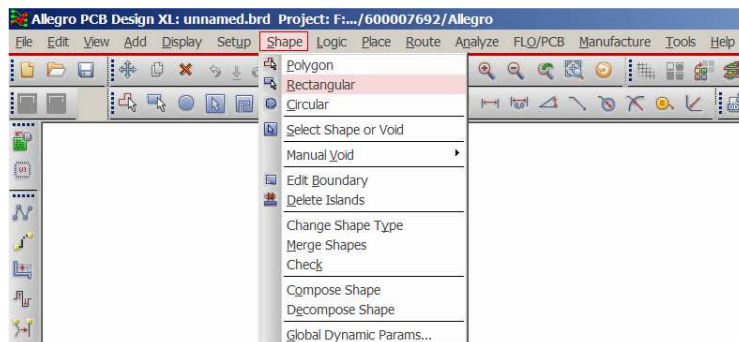 Allegro PCB Design XL: unnamed.brd Project: F:.../600007692/Allegro
File Edit View Add Display Setup Shape Logic Place Route Analyze FLO/PCB Manufacture Tools Help
Polygon
Rectangular
Circular
Select Shape or Void
Manual Void
Edit Boundary
Delete Islands
Change Shape Type
Merge Shapes
Check
Compose Shape
Decompose Shape
Global Dynamic Params...